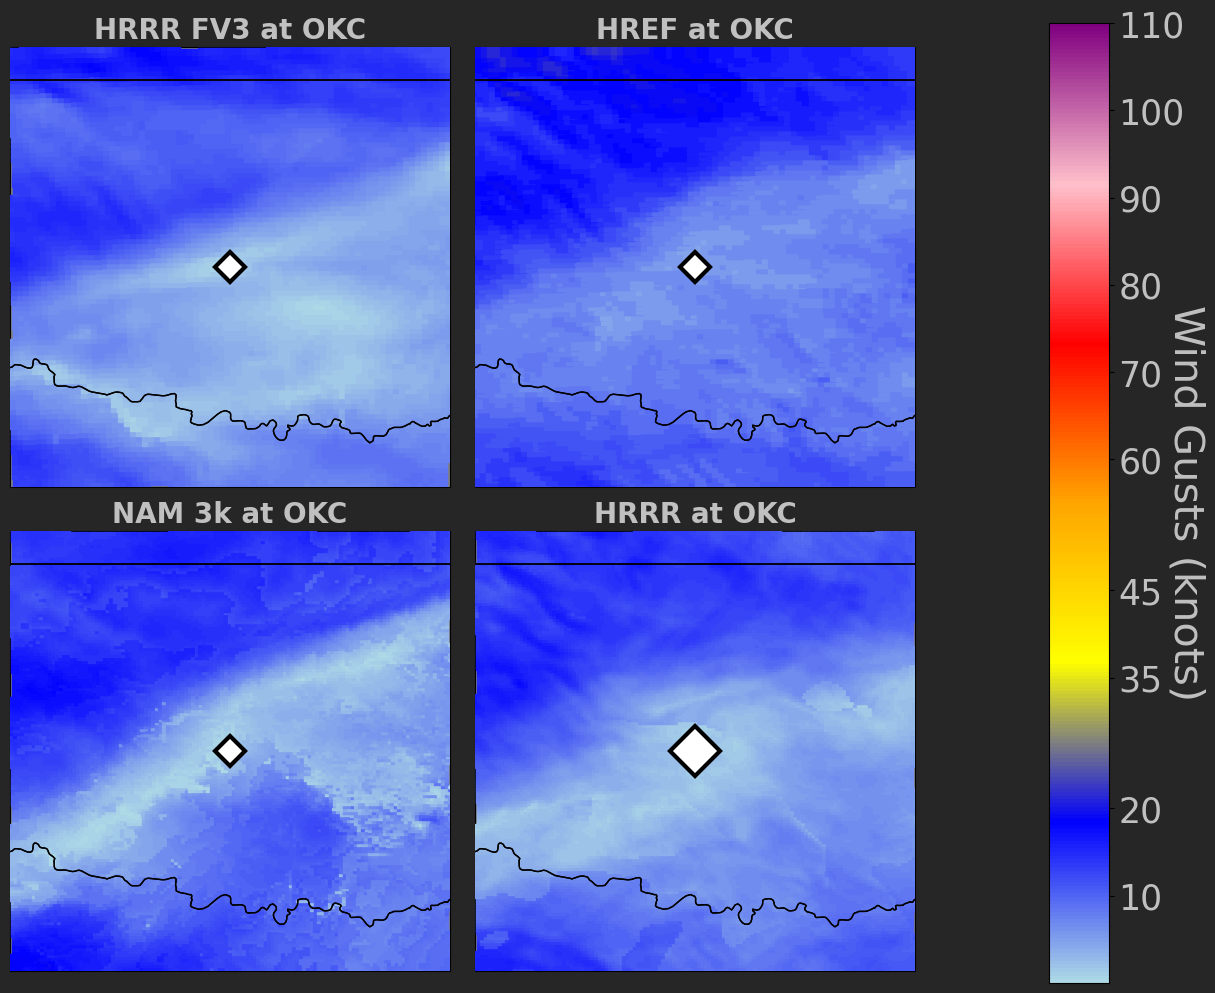 HRRR FV3 at OKC
HREF at OKC
NAM 3k at OKC
HRRR at OKC
110
100
90
80
70
60
45
35
20
10
Wind Gusts (knots)